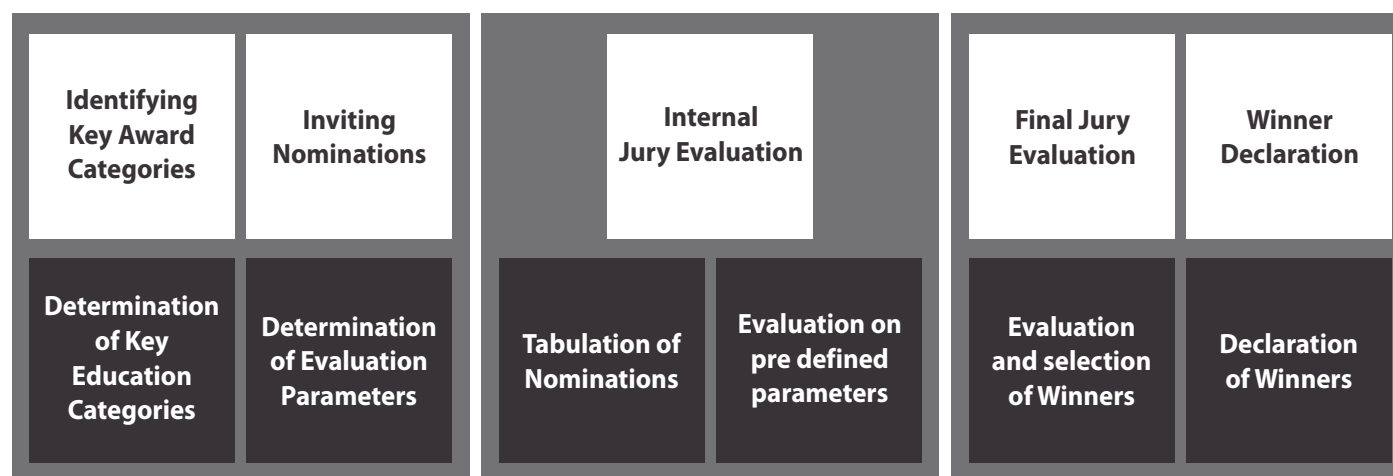 Identifying
Key Award
Categories
Inviting
Nominations
Determination
of Key
Education
Categories
Determination
of Evaluation
Parameters
Internal
Jury Evaluation
Tabulation of
Nominations
Evaluation on
pre defined
parameters
Final Jury
Evaluation
Winner
Declaration
Evaluation
and selection
of Winners
Declaration
of Winners